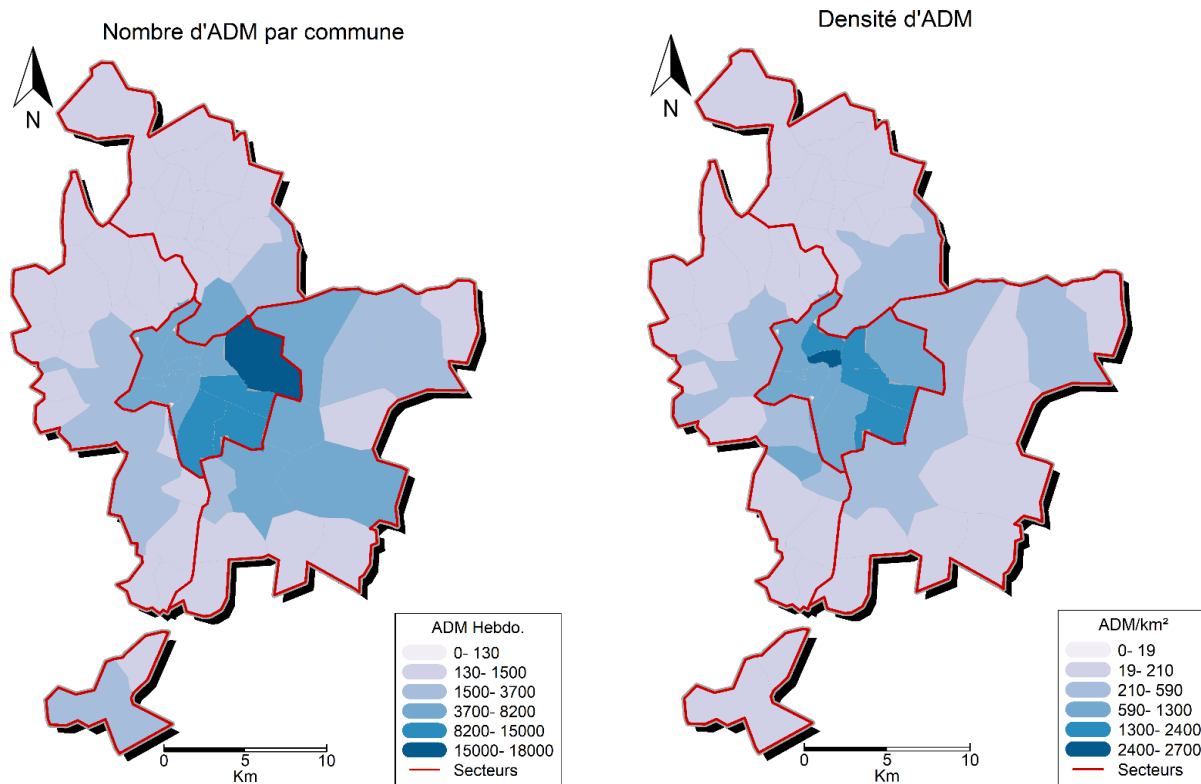 Nombre d'ADM par commune
N
ADM Hebdo.
0- 130
130- 1500
1500- 3700
3700- 8200
8200- 15000
15000- 18000
Secteurs
0 5 10
Km
Densité d'ADM
N
ADM/km²
0- 19
19- 210
210- 590
590- 1300
1300- 2400
2400- 2700
Secteurs
0 5 10
Km